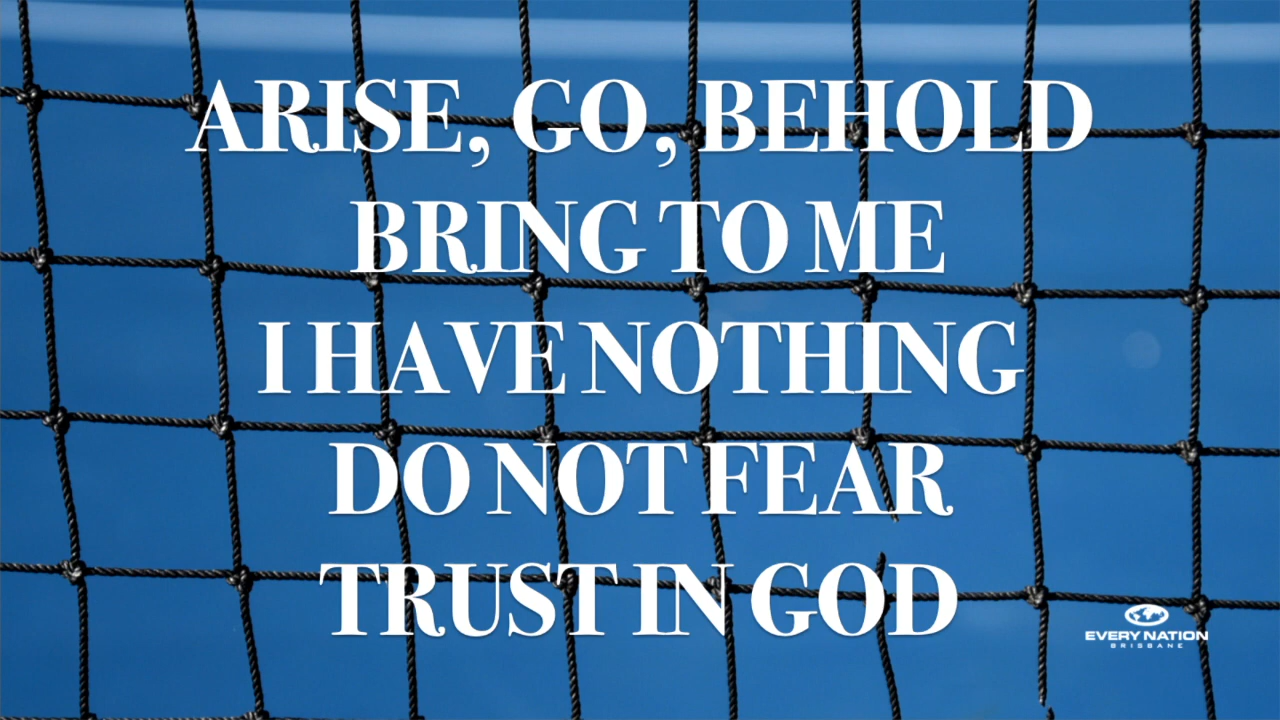 ARISE, GO, BEHOLD
BRING TO ME
I HAVE NOTHING
DO NOT FEAR
TRUST IN GOD
EVERY NATION
BRISBANE